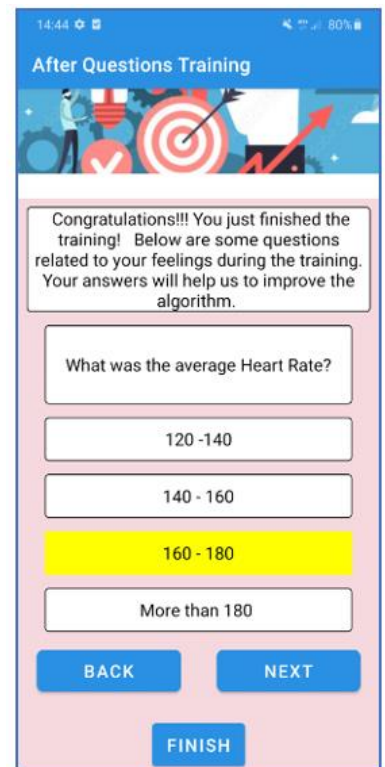 14:44
80%
After Questions Training
Congratulations!!! You just finished the
training! Below are some questions
related to your feelings during the training.
Your answers will help us to improve the
algorithm.
What was the average Heart Rate?
120 -140
140 - 160
160 - 180
More than 180
BACK
NEXT
FINISH